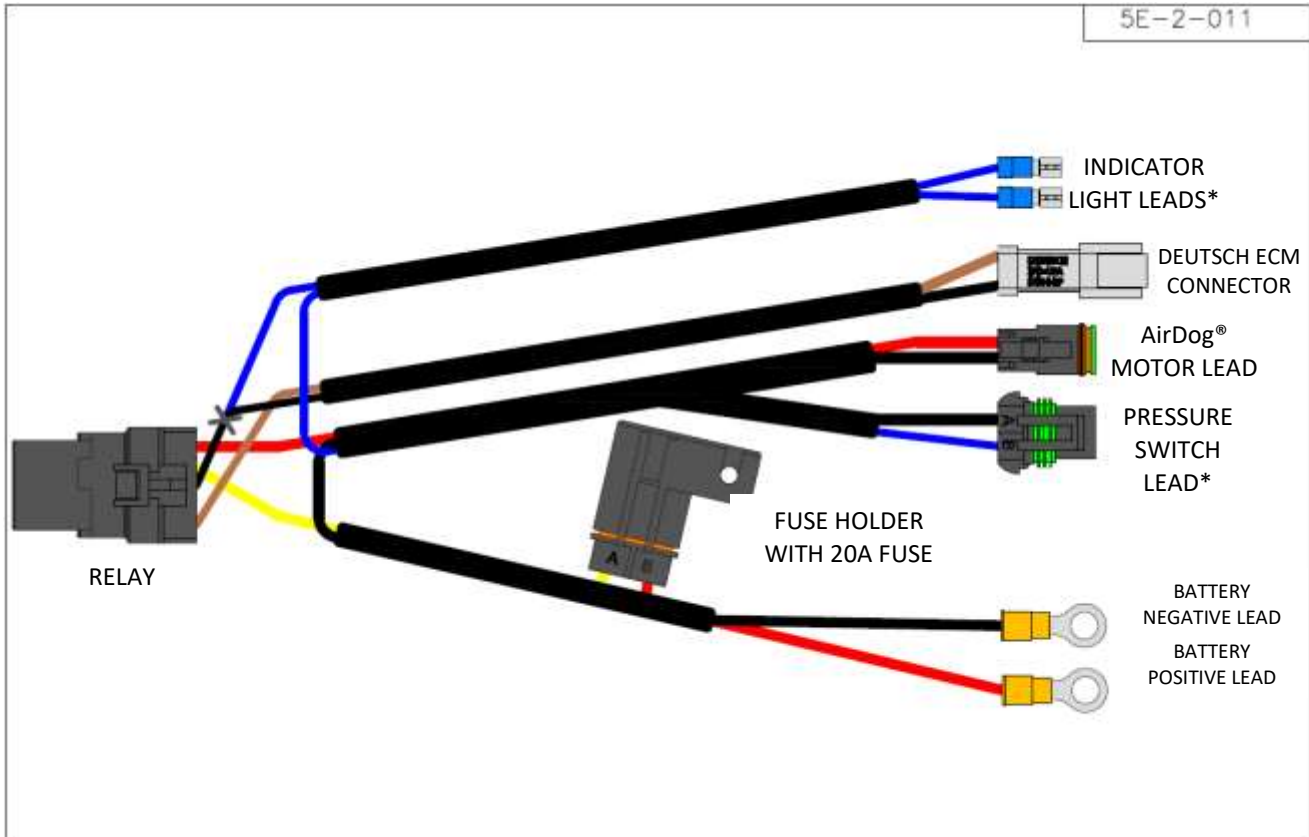 5E-2-011
INDICATOR
LIGHT LEADS*
DEUTSCH ECM
CONNECTOR
AirDog®
MOTOR LEAD
A
B
PRESSURE
SWITCH
LEAD*
FUSE HOLDER
WITH 20A FUSE
A
B
RELAY
BATTERY
NEGATIVE LEAD
BATTERY
POSITIVE LEAD